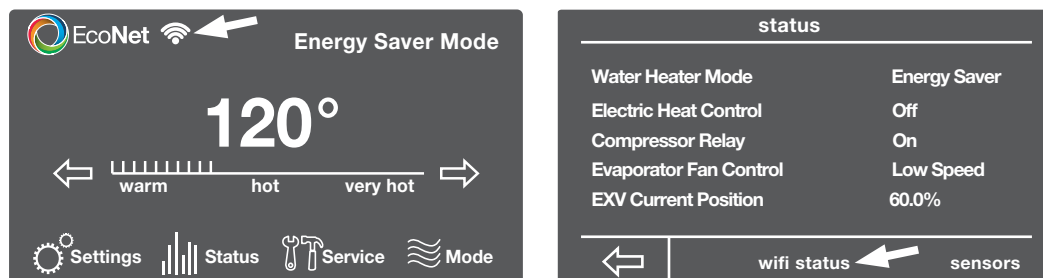 EcoNet
Energy Saver Mode
120°
warm hot very hot
Settings Status Service Mode
status
Water Heater Mode Energy Saver
Electric Heat Control Off
Compressor Relay On
Evaporator Fan Control Low Speed
EXV Current Position 60.0%
wifi status sensors